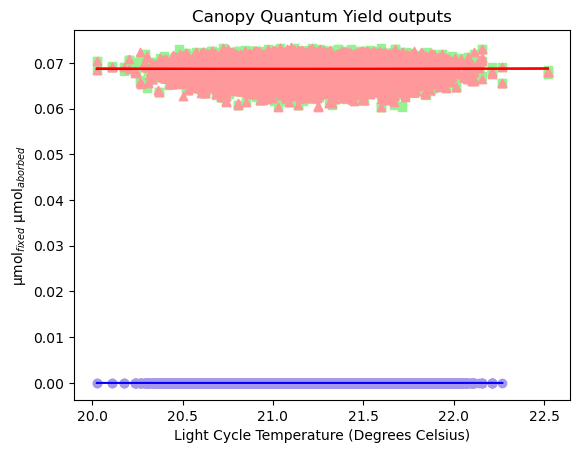 Canopy Quantum Yield outputs
0.07
0.06
0.05
0.04
0.03
0.02
0.01
0.00
µmol_fixed µmol_aborbed
20.0 20.5 21.0 21.5 22.0 22.5
Light Cycle Temperature (Degrees Celsius)